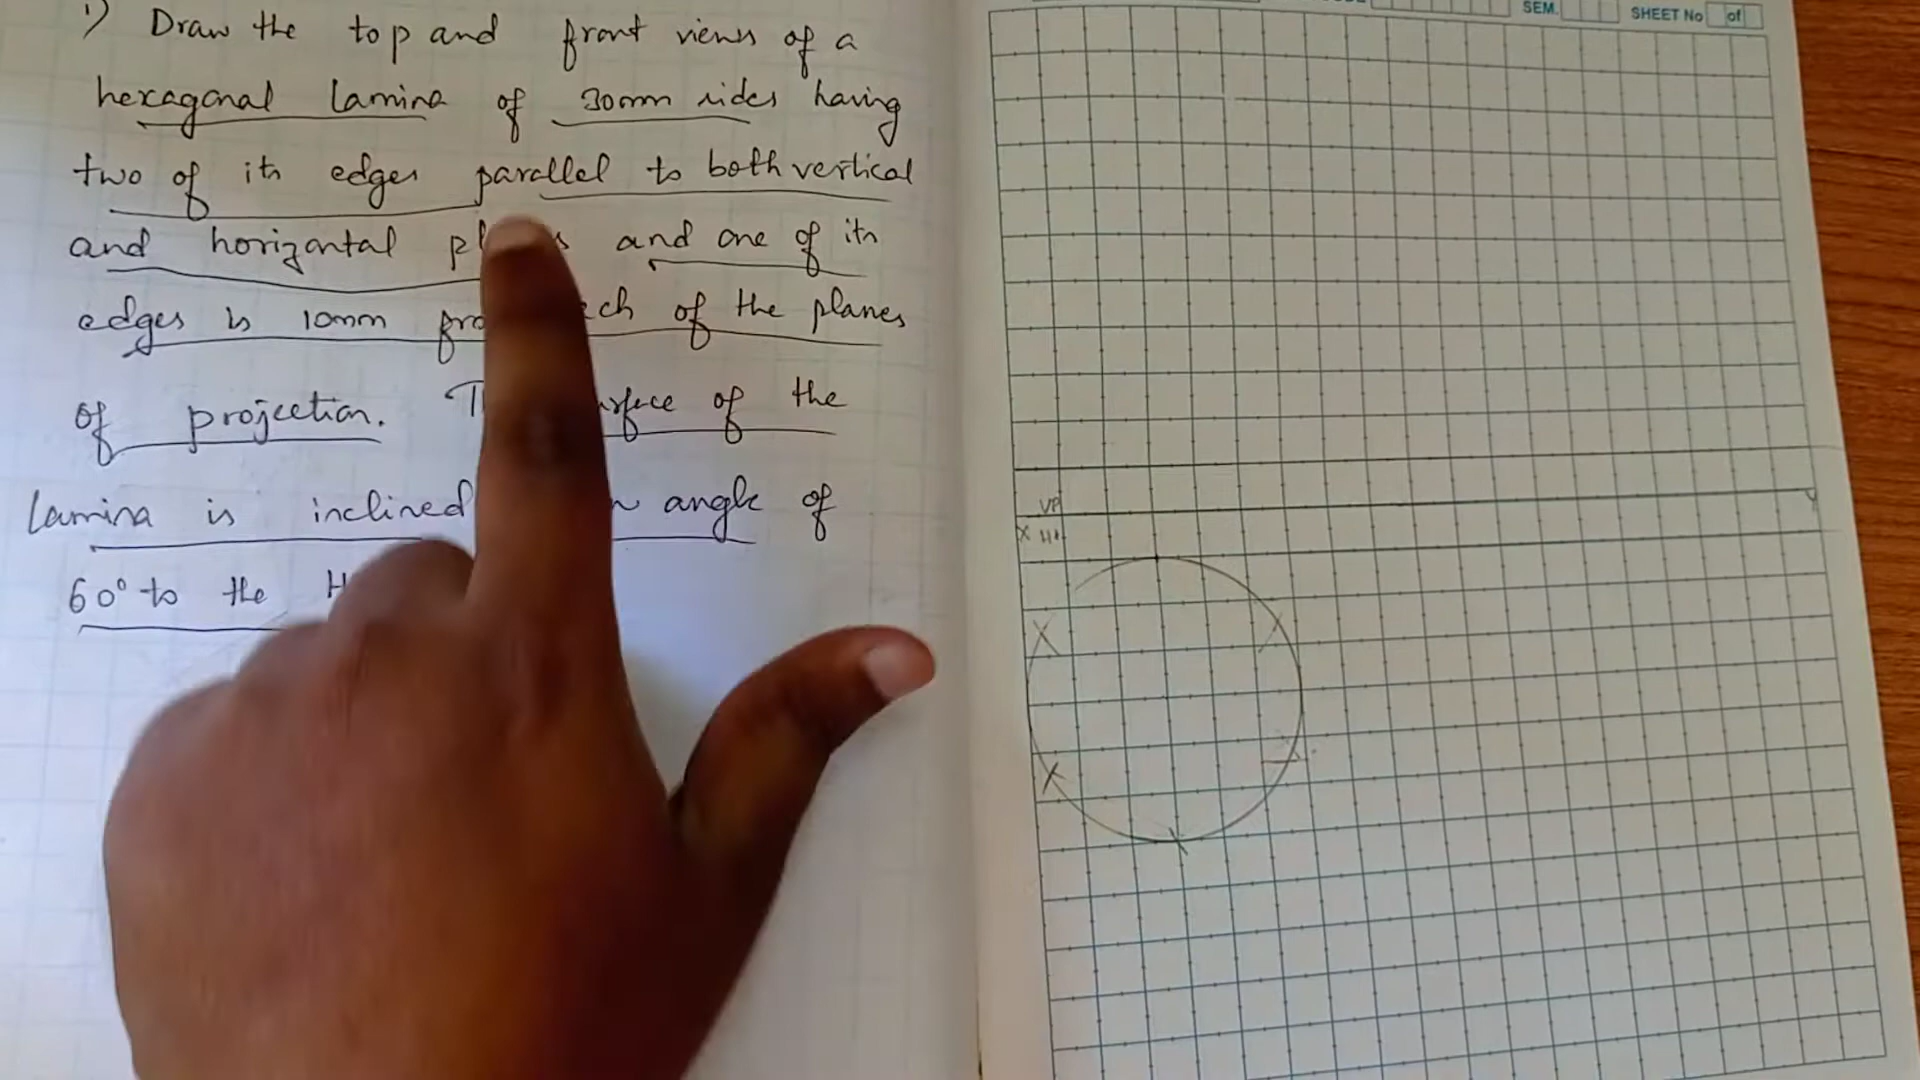 1) Draw the top and front views of a
hexagonal lamina of 30mm sides having
two of its edges parallel to both vertical
and horizontal and one of its
edges is 10mm of the planes
of projection. of the
lamina is inclined angle of
60° to the
SEM.
SHEET No of
VP
X Y